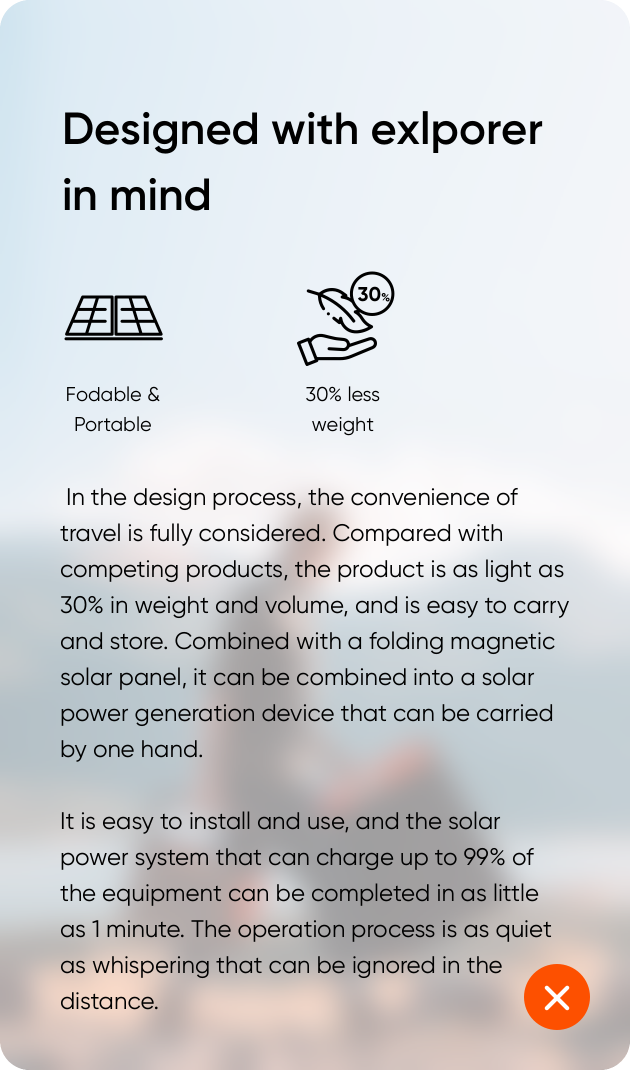 Designed with exlporer
in mind
30%
Fodable &
Portable
30% less
weight
In the design process, the convenience of
travel is fully considered. Compared with
competing products, the product is as light as
30% in weight and volume, and is easy to carry
and store. Combined with a folding magnetic
solar panel, it can be combined into a solar
power generation device that can be carried
by one hand.
It is easy to install and use, and the solar
power system that can charge up to 99% of
the equipment can be completed in as little
as 1 minute. The operation process is as quiet
as whispering that can be ignored in the
distance.